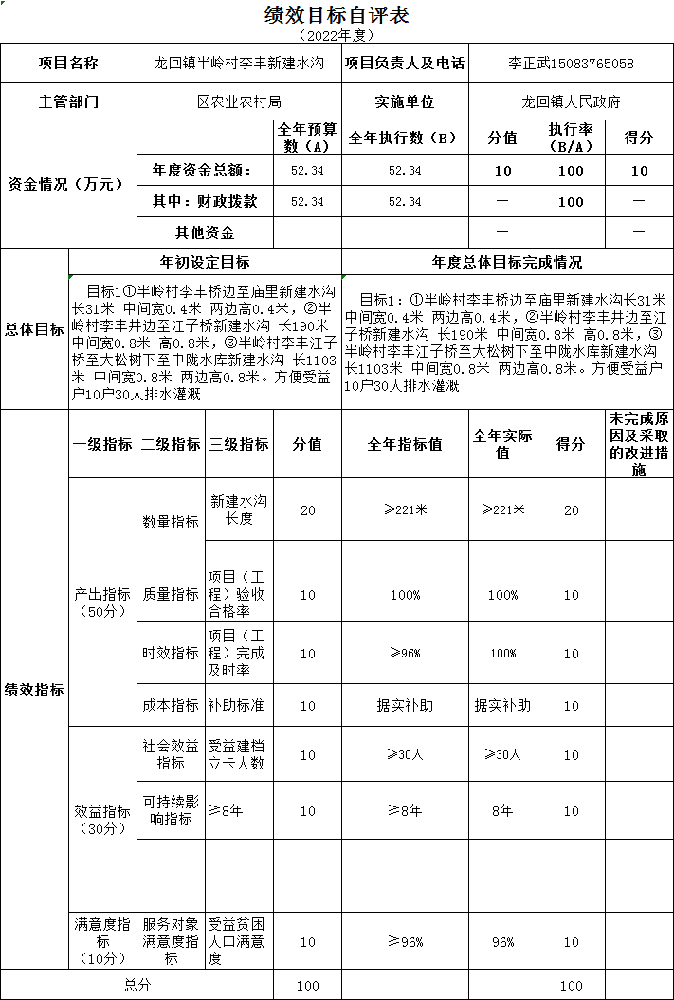 绩效目标自评表
（2022年度）
项目名称 龙回镇半岭村李丰新建水沟 项目负责人及电话 李正武15083765058
主管部门 区农业农村局 实施单位 龙回镇人民政府
资金情况（万元）
全年预算
数（A）
全年执行数（B）
分值
执行率
（B/A）
得分
年度资金总额： 52.34 52.34 10 100 10
其中：财政拨款 52.34 52.34 — 100 —
其他资金 — —
总体目标
年初设定目标 年度总体目标完成情况
目标1①半岭村李丰桥边至庙里新建水沟
长31米 中间宽0.4米 两边高0.4米，②半
岭村李丰井边至江子桥新建水沟 长190米
中间宽0.8米 高0.8米，③半岭村李丰江子
桥至大松树下至中陇水库新建水沟 长1103
米 中间宽0.8米 两边高0.8米。方便受益
户10户30人排水灌溉
目标1：①半岭村李丰桥边至庙里新建水沟长31米
中间宽0.4米 两边高0.4米，②半岭村李丰井边至江
子桥新建水沟 长190米 中间宽0.8米 高0.8米，③
半岭村李丰江子桥至大松树下至中陇水库新建水沟
长1103米 中间宽0.8米 两边高0.8米。方便受益户
10户30人排水灌溉
绩效指标
一级指标 二级指标 三级指标 分值 全年指标值
全年实际
值
得分
未完成原
因及采取
的改进措
施
产出指标
（50分）
数量指标
新建水沟
长度
20 ≥221米 ≥221米 20
质量指标
项目（工
程）验收
合格率
10 100% 100% 10
时效指标
项目（工
程）完成
及时率
10 ≥96% 100% 10
成本指标 补助标准 10 据实补助 据实补助 10
效益指标
（30分）
社会效益
指标
受益建档
立卡人数
10 ≥30人 ≥30人 10
可持续影
响指标
≥8年 10 ≥8年 8年 10
满意度指
标
（10分）
服务对象
满意度指
标
受益贫困
人口满意
度
10 ≥96% 96% 10
总分 100 100